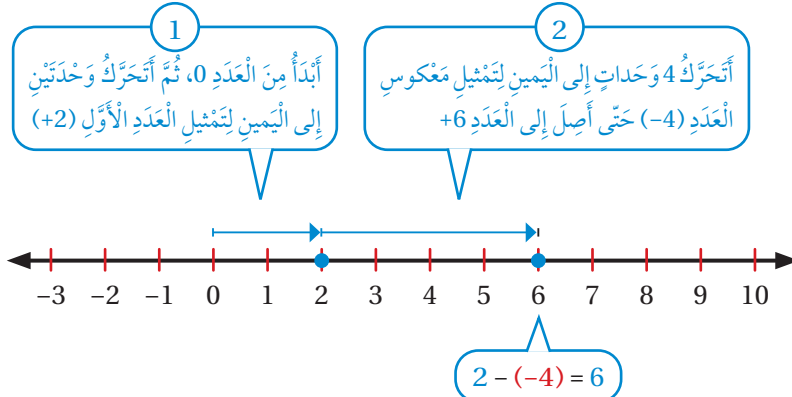 1
أَبْدَأُ مِنَ الْعَدَدِ 0، ثُمَّ أَتَحَرَّكُ وَحْدَتَيْنِ
إِلى الْيَمينِ لِتَمْثيلِ الْعَدَدِ الْأَوَّلِ (+2)
2
أَتَحَرَّكُ 4 وَحَداتٍ إِلى الْيَمينِ لِتَمْثيلِ مَعْكوسِ
الْعَدَدِ (−4) حَتّى أَصِلَ إِلى الْعَدَدِ +6
−3 −2 −1 0 1 2 3 4 5 6 7 8 9 10
2 − (−4) = 6